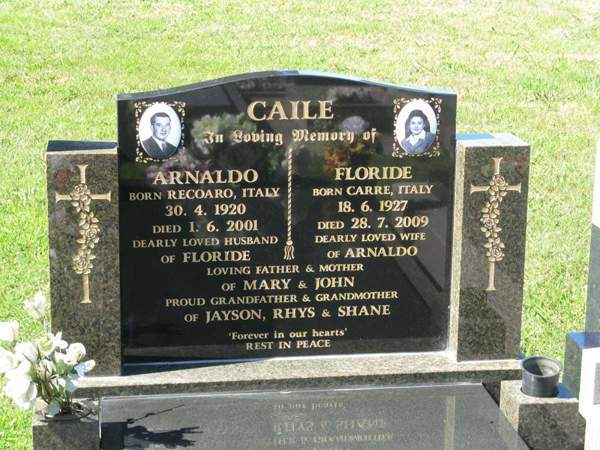 CAILE
In Loving Memory of
ARNALDO
BORN RECOARO, ITALY
30. 4. 1920
DIED 1. 6. 2001
DEARLY LOVED HUSBAND
OF FLORIDE
FLORIDE
BORN CARRE, ITALY
18. 6. 1927
DIED 28. 7. 2009
DEARLY LOVED WIFE
OF ARNALDO
LOVING FATHER & MOTHER
OF MARY & JOHN
PROUD GRANDFATHER & GRANDMOTHER
OF JAYSON, RHYS & SHANE
'Forever in our hearts'
REST IN PEACE